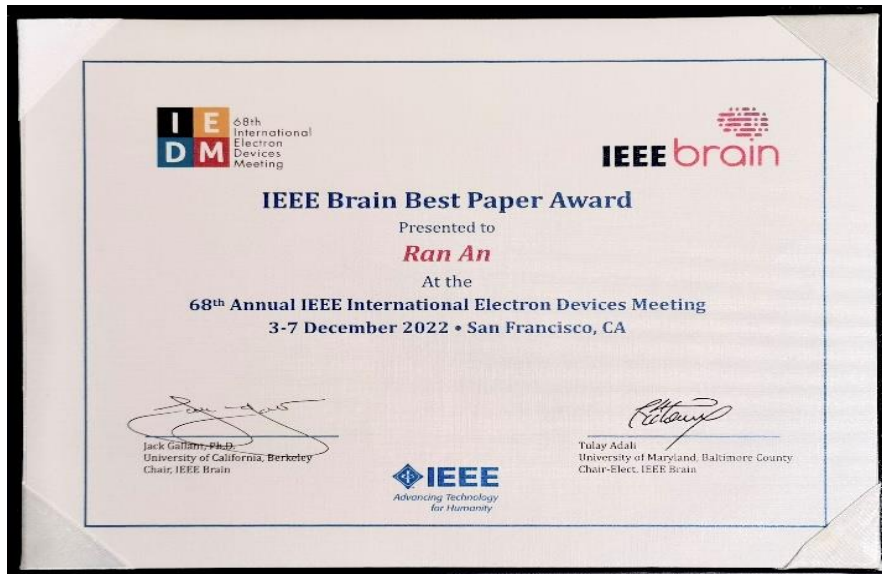 IEDM
68th
International
Electron
Devices
Meeting
IEEE brain
IEEE Brain Best Paper Award
Presented to
Ran An
At the
68th Annual IEEE International Electron Devices Meeting
3-7 December 2022 • San Francisco, CA
Jack Gallant, Ph.D.
University of California, Berkeley
Chair, IEEE Brain
Tulay Adali
University of Maryland, Baltimore County
Chair-Elect, IEEE Brain
IEEE
Advancing Technology
for Humanity